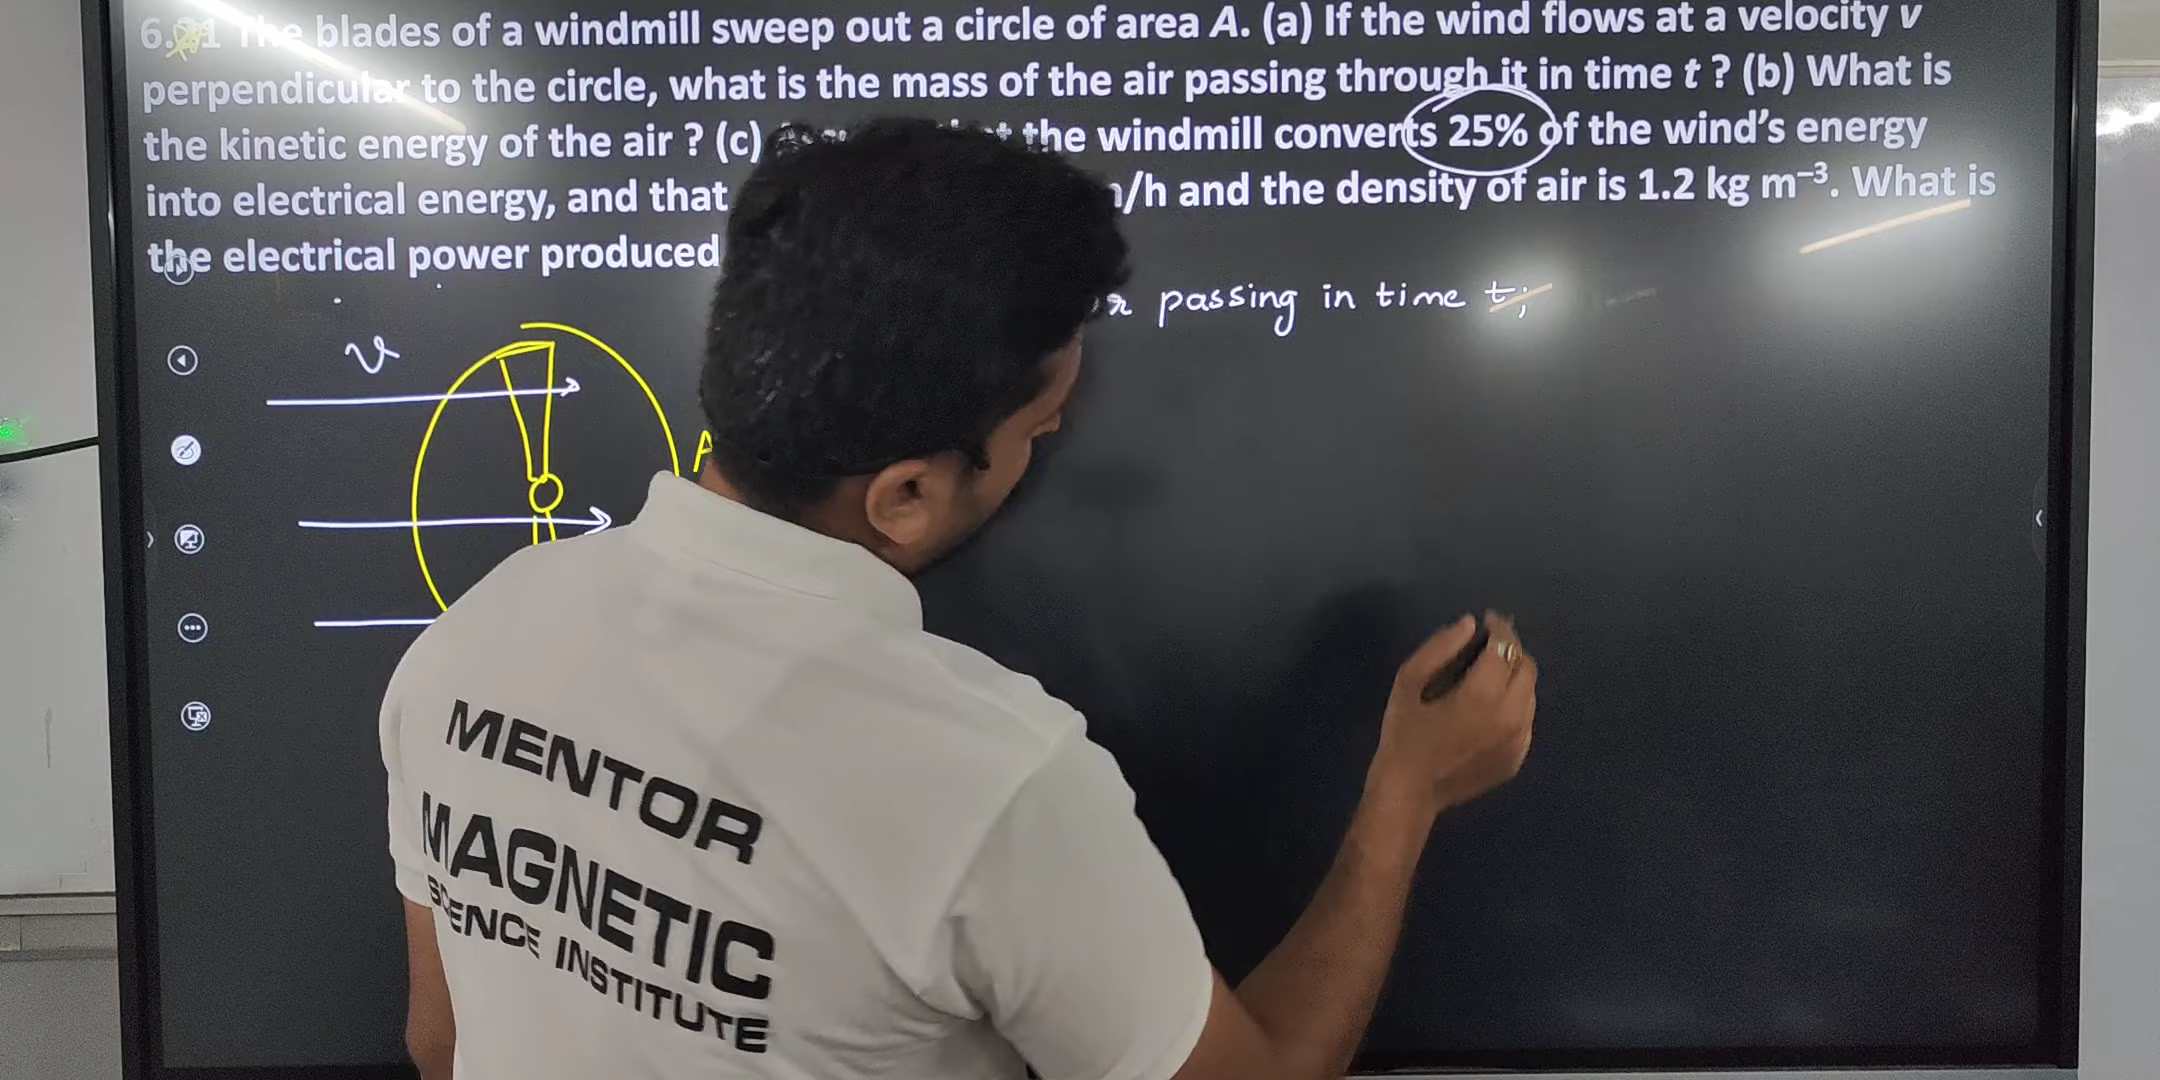 6.21 The blades of a windmill sweep out a circle of area A. (a) If the wind flows at a velocity v
perpendicular to the circle, what is the mass of the air passing through it in time t ? (b) What is
the kinetic energy of the air ? (c) the windmill converts 25% of the wind’s energy
into electrical energy, and that /h and the density of air is 1.2 kg m⁻³. What is
the electrical power produced
passing in time t;
v
A
MENTOR
MAGNETIC
SCIENCE INSTITUTE